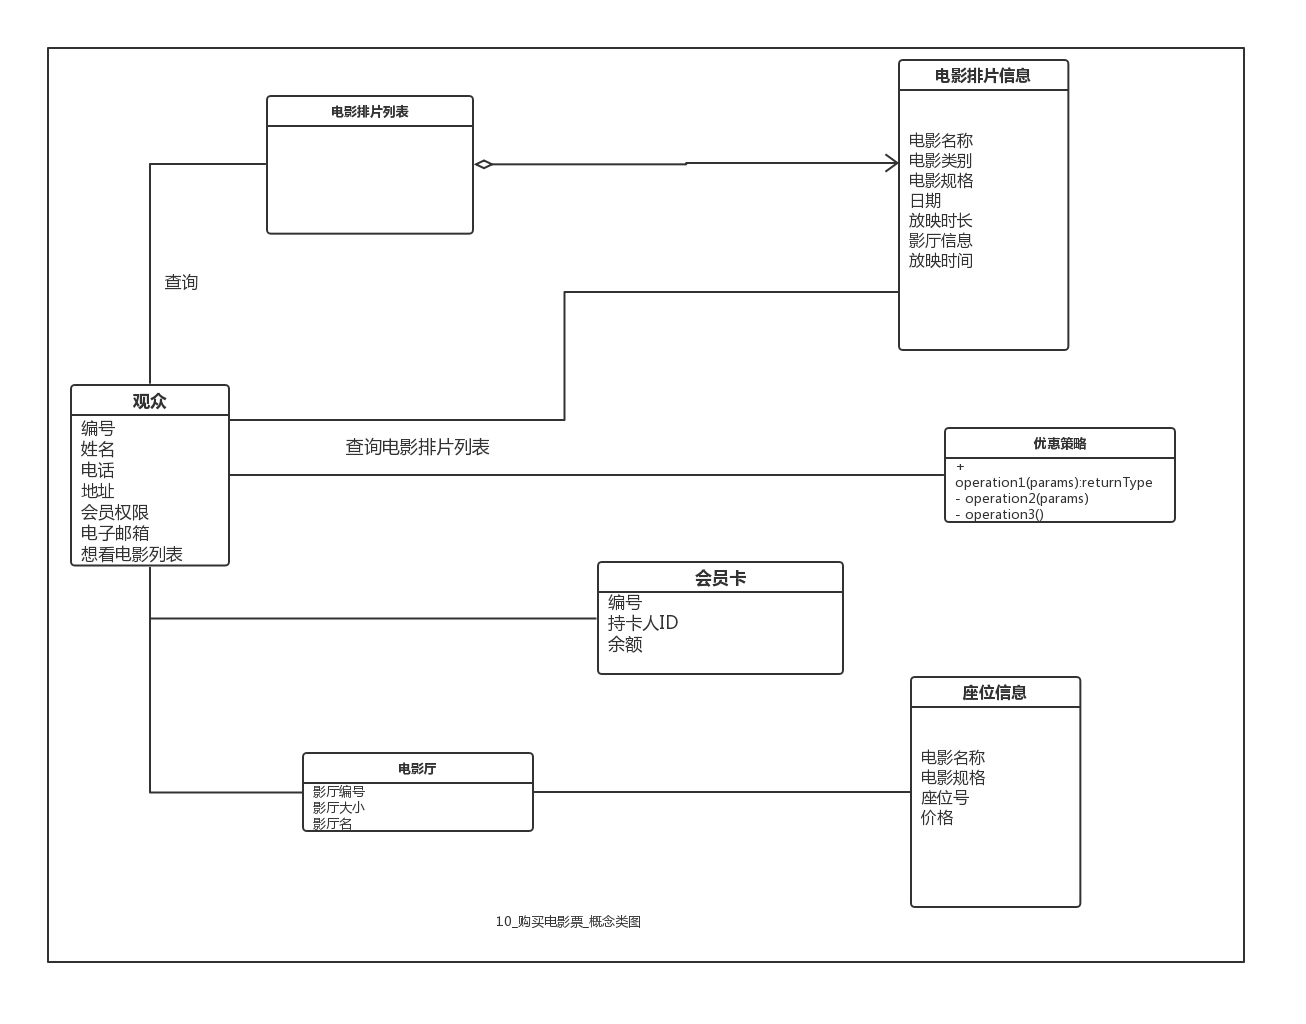 电影排片列表
电影排片信息
电影名称
电影类别
电影规格
日期
放映时长
影厅信息
放映时间
查询
观众
编号
姓名
电话
地址
会员权限
电子邮箱
想看电影列表
查询电影排片列表
优惠策略
+
operation1(params):returnType
- operation2(params)
- operation3()
会员卡
编号
持卡人ID
余额
座位信息
电影名称
电影规格
座位号
价格
电影厅
影厅编号
影厅大小
影厅名
10_购买电影票_概念类图